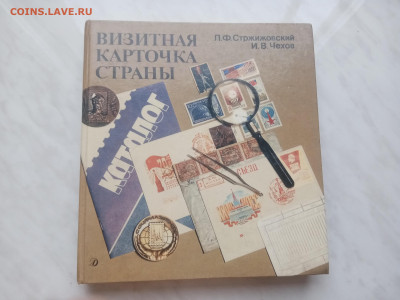 COINS.LAVE.RU
ВИЗИТНАЯ
КАРТОЧКА
СТРАНЫ
Л.Ф.Стржижовский
И.В.Чехов
КАТАЛОГ